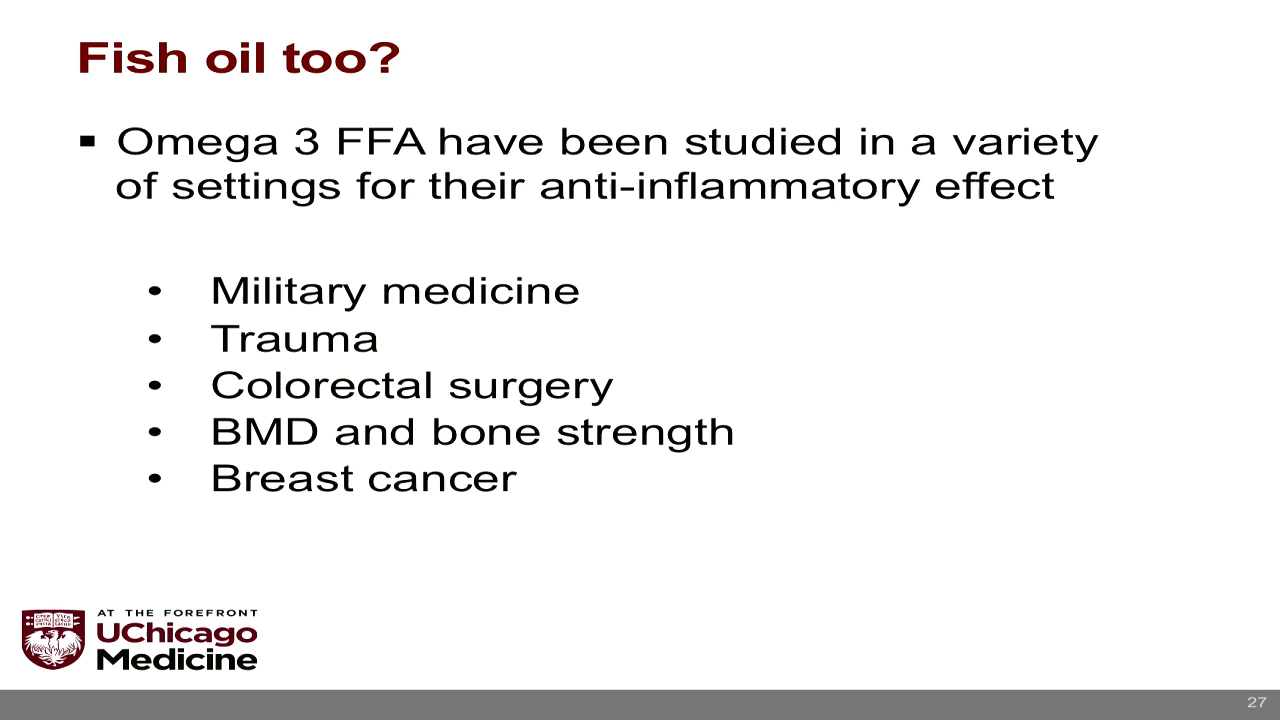 Fish oil too?
▪ Omega 3 FFA have been studied in a variety
of settings for their anti-inflammatory effect
• Military medicine
• Trauma
• Colorectal surgery
• BMD and bone strength
• Breast cancer
AT THE FOREFRONT
UChicago
Medicine
27